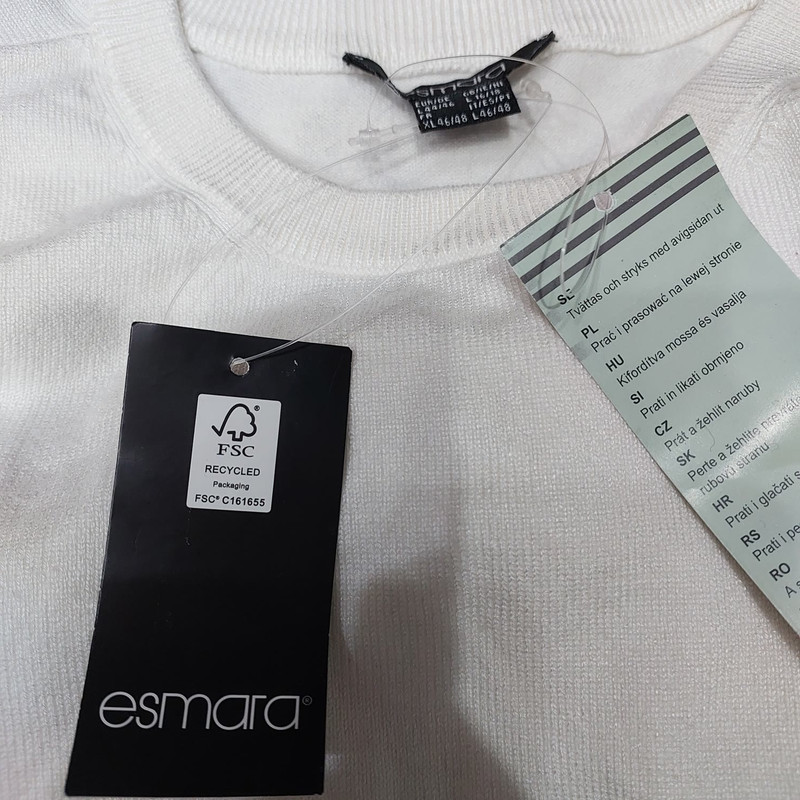 esmara
EUR/DE GB/IE/NI
L 44/46 L 16/18
FR IT/ES/PT
XL 46/48 L 46/48
FSC®
RECYCLED
Packaging
FSC® C161655
esmara®
SE
Tvättas och stryks med avigsidan ut
PL
Prać i prasować na lewej stronie
HU
Kifordítva mossa és vasalja
SI
Prati in likati obrnjeno
CZ
Prát a žehlit naruby
SK
Perte a žehlite
rubovú stranu
HR
Prati i glačati s
RS
Prati i pe
RO
A s